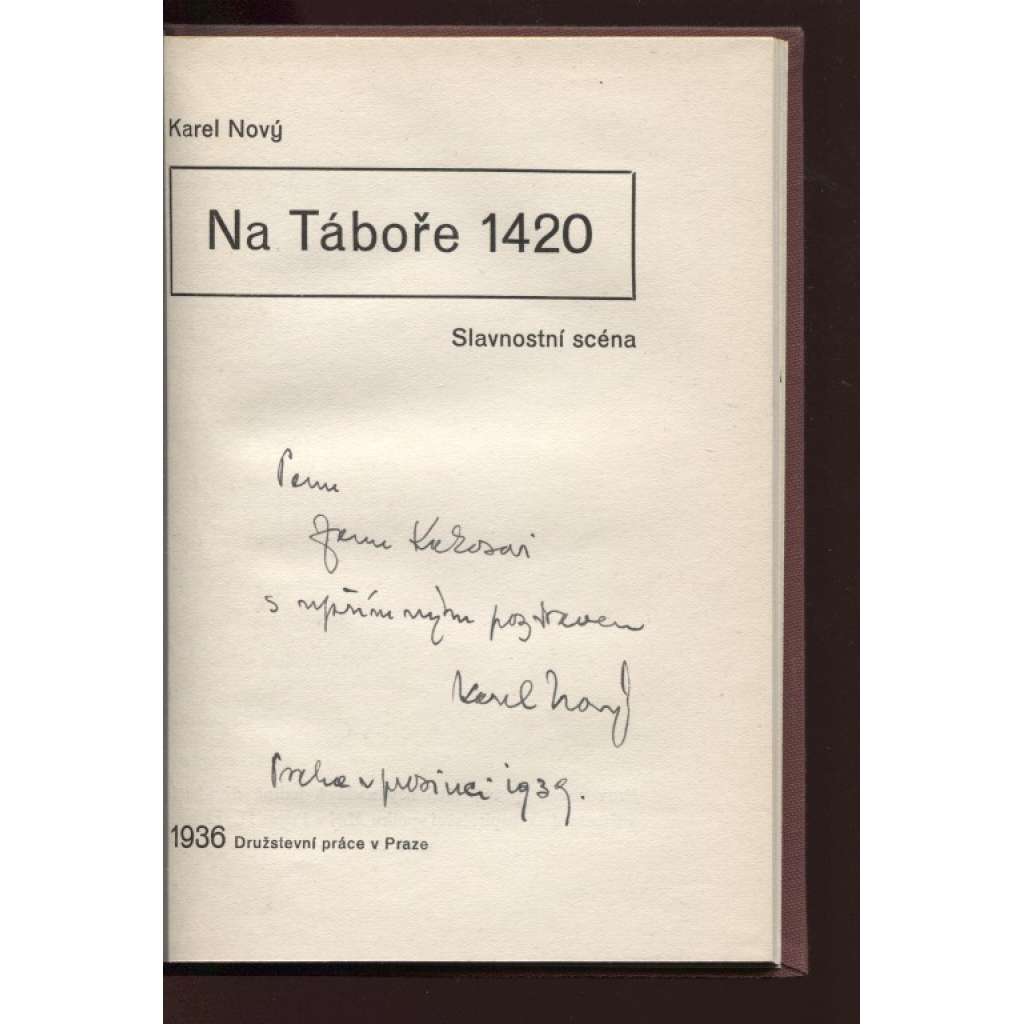 Karel Nový
Na Táboře 1420
Slavnostní scéna
Panu
Janu
s upřímným pozdravem
Karel Nový
Praha v prosinci 1939.
1936 Družstevní práce v Praze